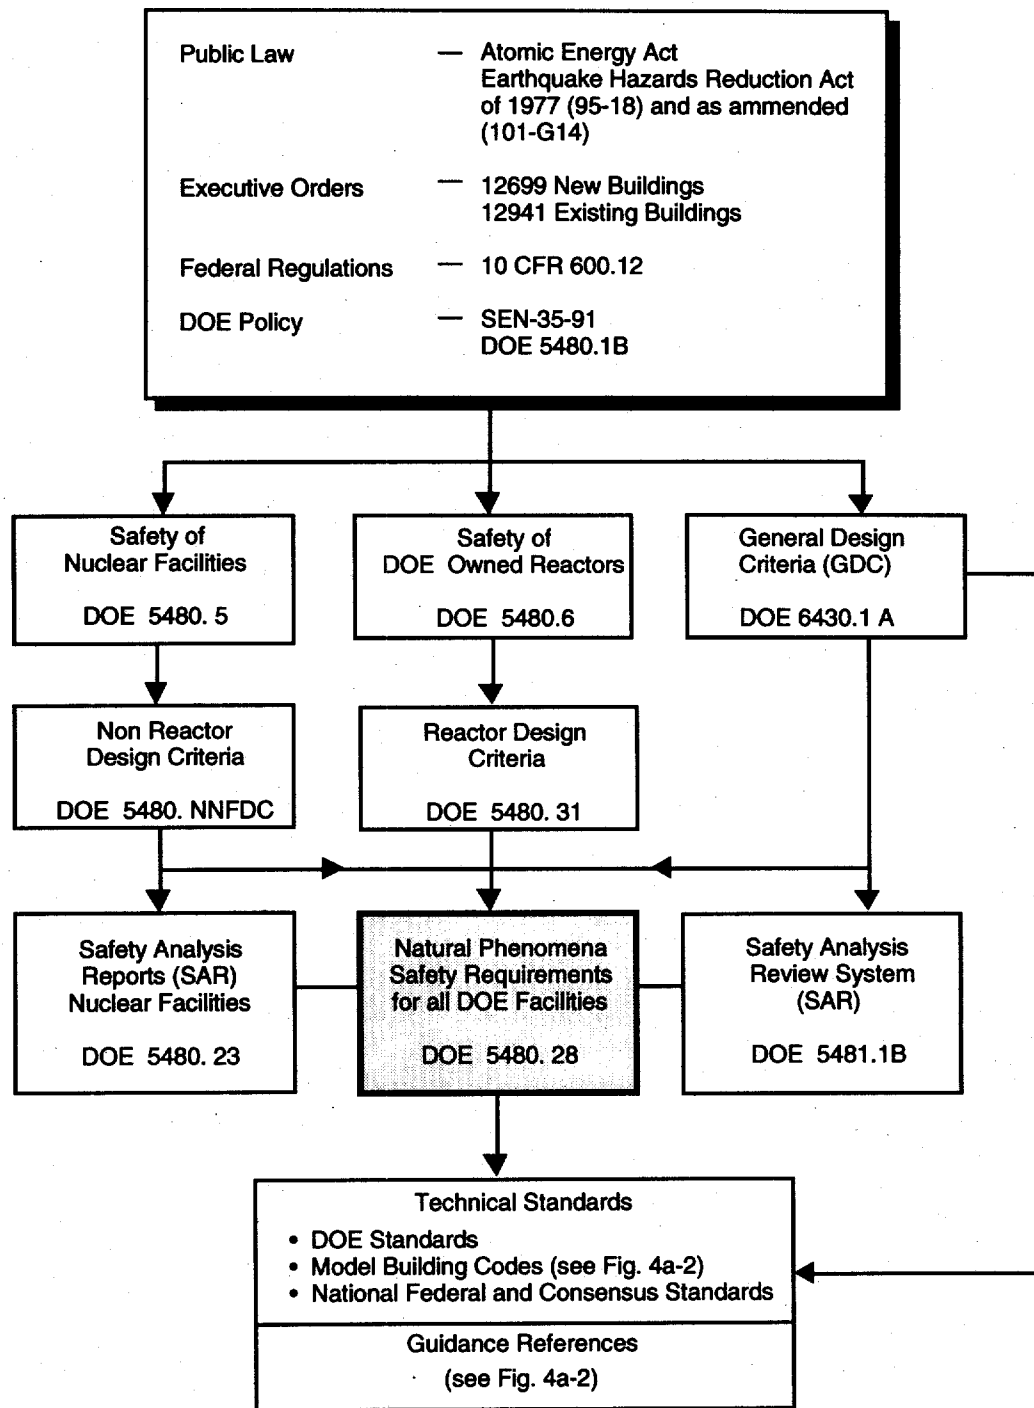 Public Law — Atomic Energy Act
Earthquake Hazards Reduction Act
of 1977 (95-18) and as ammended
(101-G14)
Executive Orders — 12699 New Buildings
12941 Existing Buildings
Federal Regulations — 10 CFR 600.12
DOE Policy — SEN-35-91
DOE 5480.1B
Safety of
Nuclear Facilities
DOE 5480. 5
Safety of
DOE Owned Reactors
DOE 5480.6
General Design
Criteria (GDC)
DOE 6430.1 A
Non Reactor
Design Criteria
DOE 5480. NNFDC
Reactor Design
Criteria
DOE 5480. 31
Safety Analysis
Reports (SAR)
Nuclear Facilities
DOE 5480. 23
Natural Phenomena
Safety Requirements
for all DOE Facilities
DOE 5480. 28
Safety Analysis
Review System
(SAR)
DOE 5481.1B
Technical Standards
• DOE Standards
• Model Building Codes (see Fig. 4a-2)
• National Federal and Consensus Standards
Guidance References
(see Fig. 4a-2)